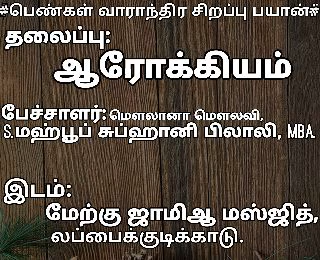 #பெண்கள் வாராந்திர சிறப்பு பயான்#
தலைப்பு:
ஆரோக்கியம்
பேச்சாளர்: மௌலானா மௌலவி,
S.மஹ்பூப் சுப்ஹானி பிலாலி, MBA.
இடம்:
மேற்கு ஜாமிஆ மஸ்ஜித்,
லப்பைக்குடிக்காடு.